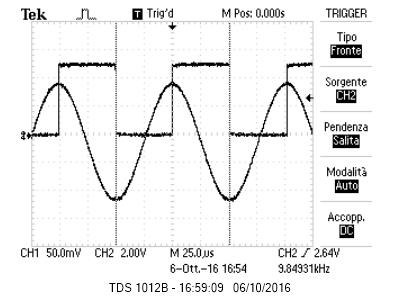 Tek T Trig'd M Pos: 0.000s TRIGGER
Tipo
Fronte
Sorgente
CH2
Pendenza
Salita
Modalità
Auto
Accopp.
DC
CH1 50.0mV CH2 2.00V M 25.0µs CH2 / 2.64V
6-Ott.-16 16:54 9.84931kHz
TDS 1012B - 16:59:09 06/10/2016